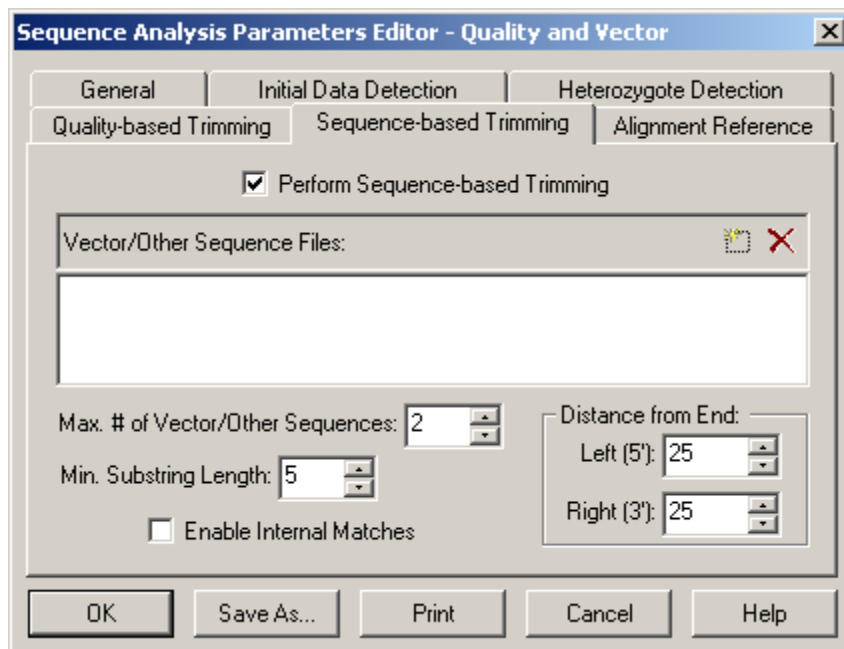 Sequence Analysis Parameters Editor - Quality and Vector
General Initial Data Detection Heterozygote Detection
Quality-based Trimming Sequence-based Trimming Alignment Reference
Perform Sequence-based Trimming
Vector/Other Sequence Files:
Max. # of Vector/Other Sequences: 2
Min. Substring Length: 5
Enable Internal Matches
Distance from End:
Left (5'): 25
Right (3'): 25
OK Save As... Print Cancel Help